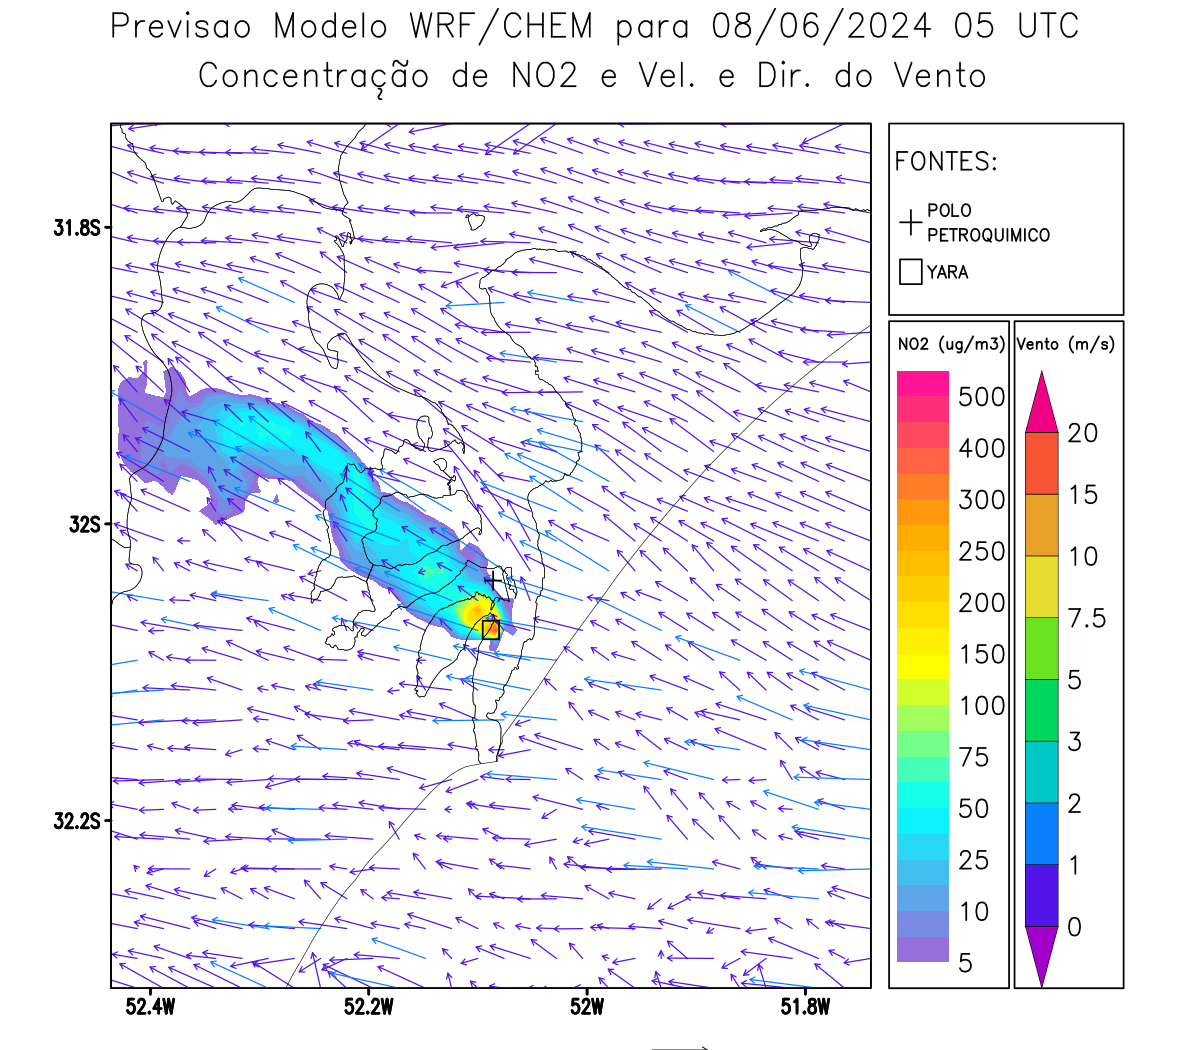 Previsao Modelo WRF/CHEM para 08/06/2024 05 UTC
Concentração de NO2 e Vel. e Dir. do Vento
FONTES:
POLO
PETROQUIMICO
YARA
NO2 (ug/m3)
500
400
300
250
200
150
100
75
50
25
10
5
Vento (m/s)
20
15
10
7.5
5
3
2
1
0
31.8S
32S
32.2S
52.4W
52.2W
52W
51.8W